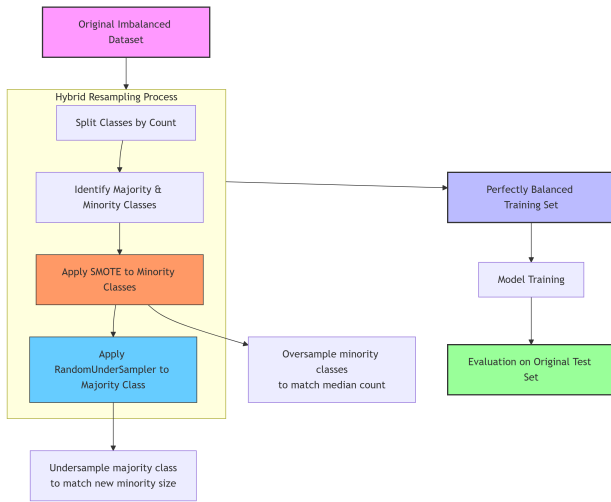 Original Imbalanced
Dataset
Hybrid Resampling Process
Split Classes by Count
Identify Majority &
Minority Classes
Apply SMOTE to Minority
Classes
Apply
RandomUnderSampler to
Majority Class
Oversample minority
classes
to match median count
Undersample majority class
to match new minority size
Perfectly Balanced
Training Set
Model Training
Evaluation on Original Test
Set